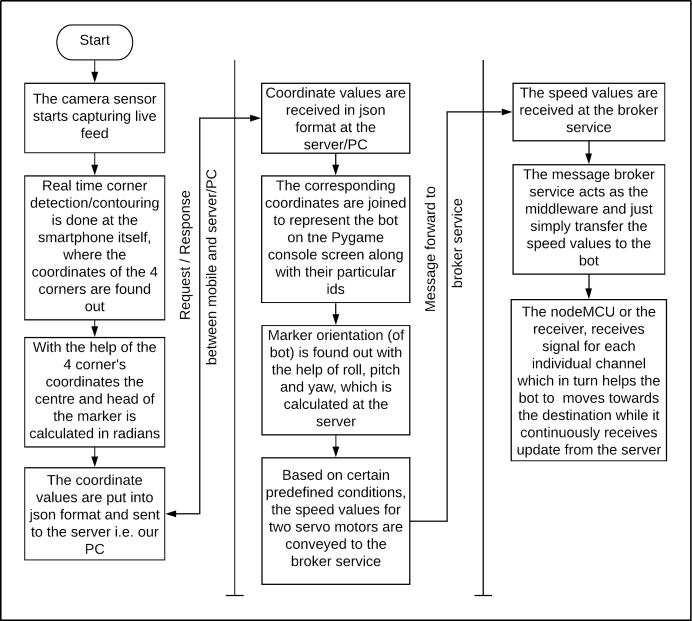 Start
The camera sensor
starts capturing live
feed
Real time corner
detection/contouring
is done at the
smartphone itself,
where the
coordinates of the 4
corners are found
out
With the help of the
4 corner's
coordinates the
centre and head of
the marker is
calculated in radians
The coordinate
values are put into
json format and sent
to the server i.e. our
PC
Request / Response
between mobile and server/PC
Coordinate values are
received in json
format at the
server/PC
The corresponding
coordinates are joined
to represent the bot
on tne Pygame
console screen along
with their particular
ids
Marker orientation (of
bot) is found out with
the help of roll, pitch
and yaw, which is
calculated at the
server
Based on certain
predefined conditions,
the speed values for
two servo motors are
conveyed to the
broker service
Message forward to
broker service
The speed values are
received at the broker
service
The message broker
service acts as the
middleware and just
simply transfer the
speed values to the
bot
The nodeMCU or the
receiver, receives
signal for each
individual channel
which in turn helps the
bot to moves towards
the destination while it
continuously receives
update from the server